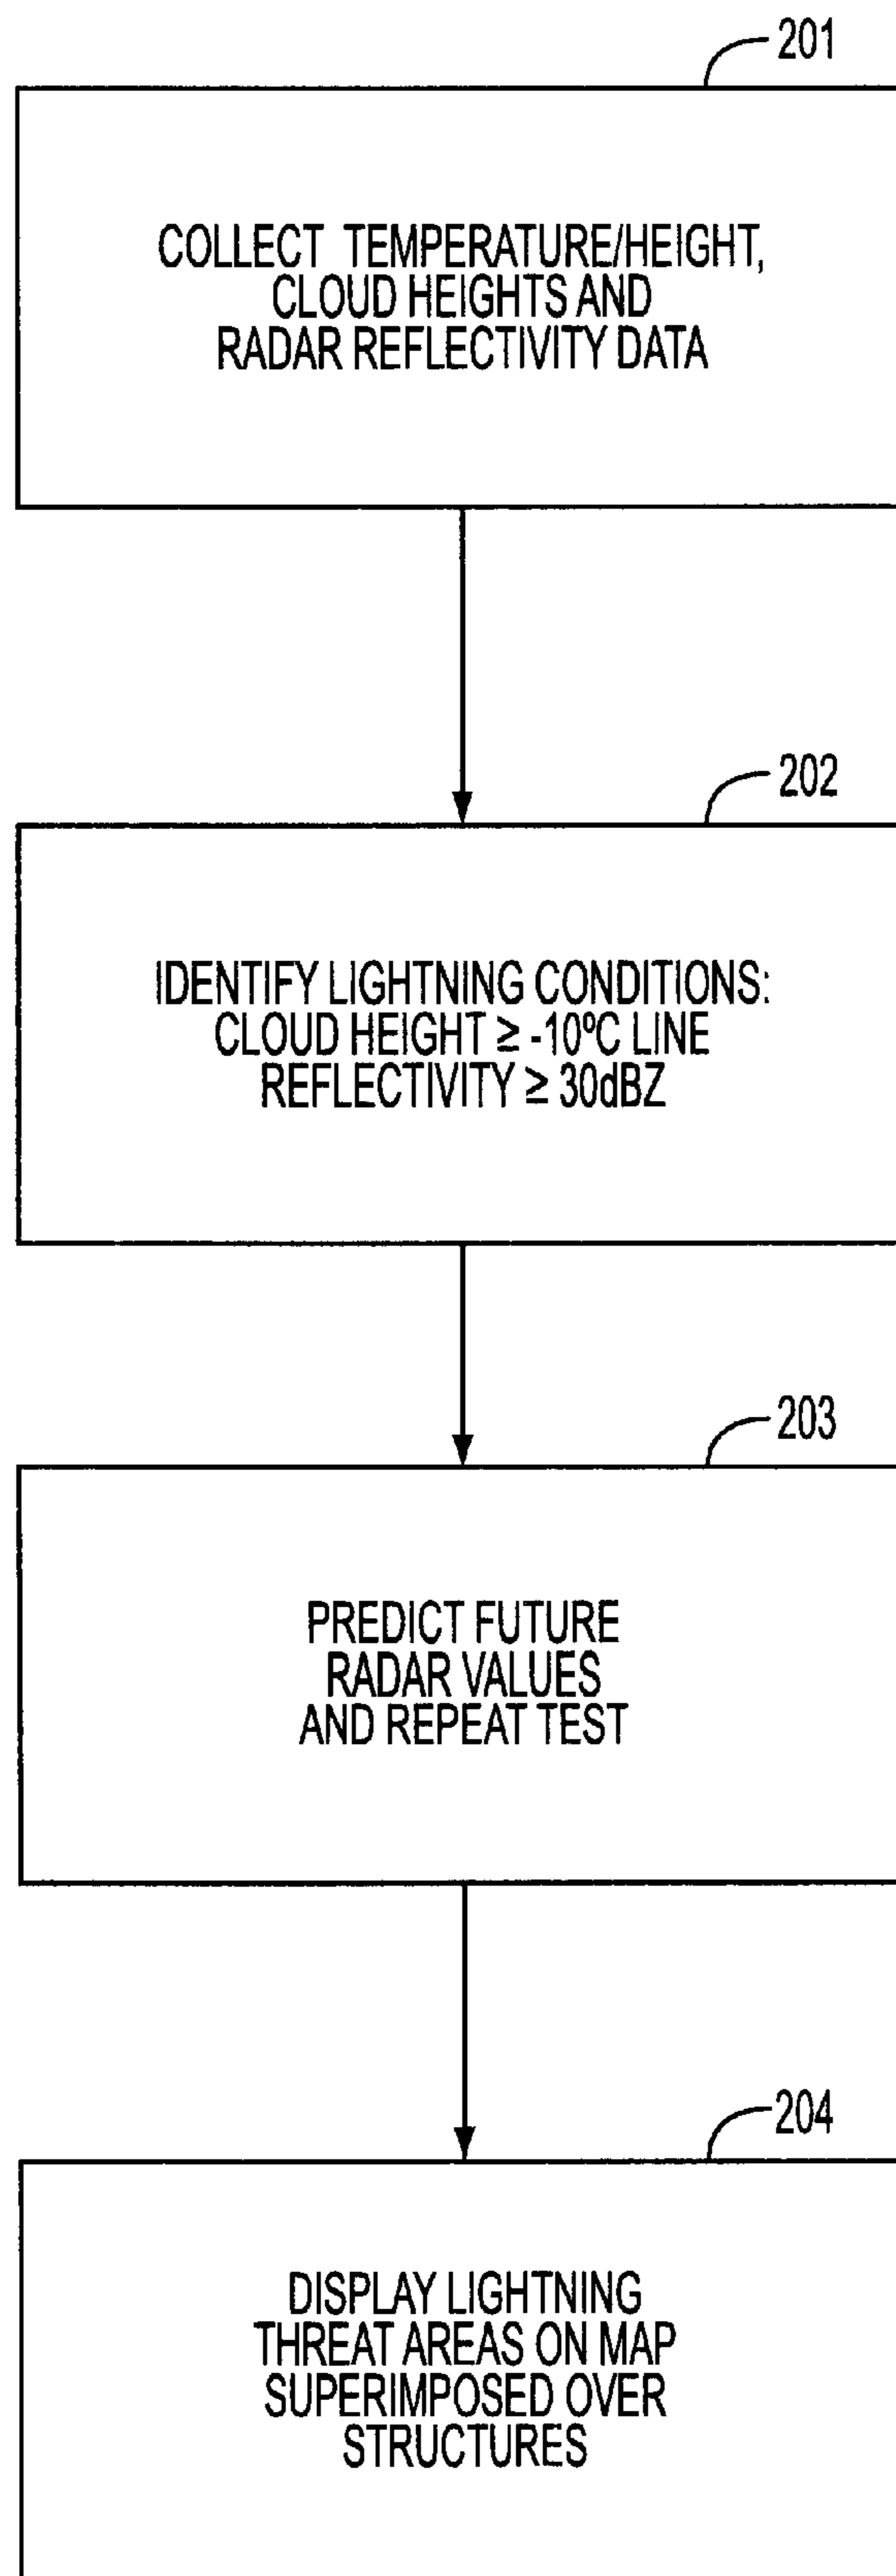 201
COLLECT TEMPERATURE/HEIGHT,
CLOUD HEIGHTS AND
RADAR REFLECTIVITY DATA
202
IDENTIFY LIGHTNING CONDITIONS:
CLOUD HEIGHT ≥ -10ºC LINE
REFLECTIVITY ≥ 30dBZ
203
PREDICT FUTURE
RADAR VALUES
AND REPEAT TEST
204
DISPLAY LIGHTNING
THREAT AREAS ON MAP
SUPERIMPOSED OVER
STRUCTURES